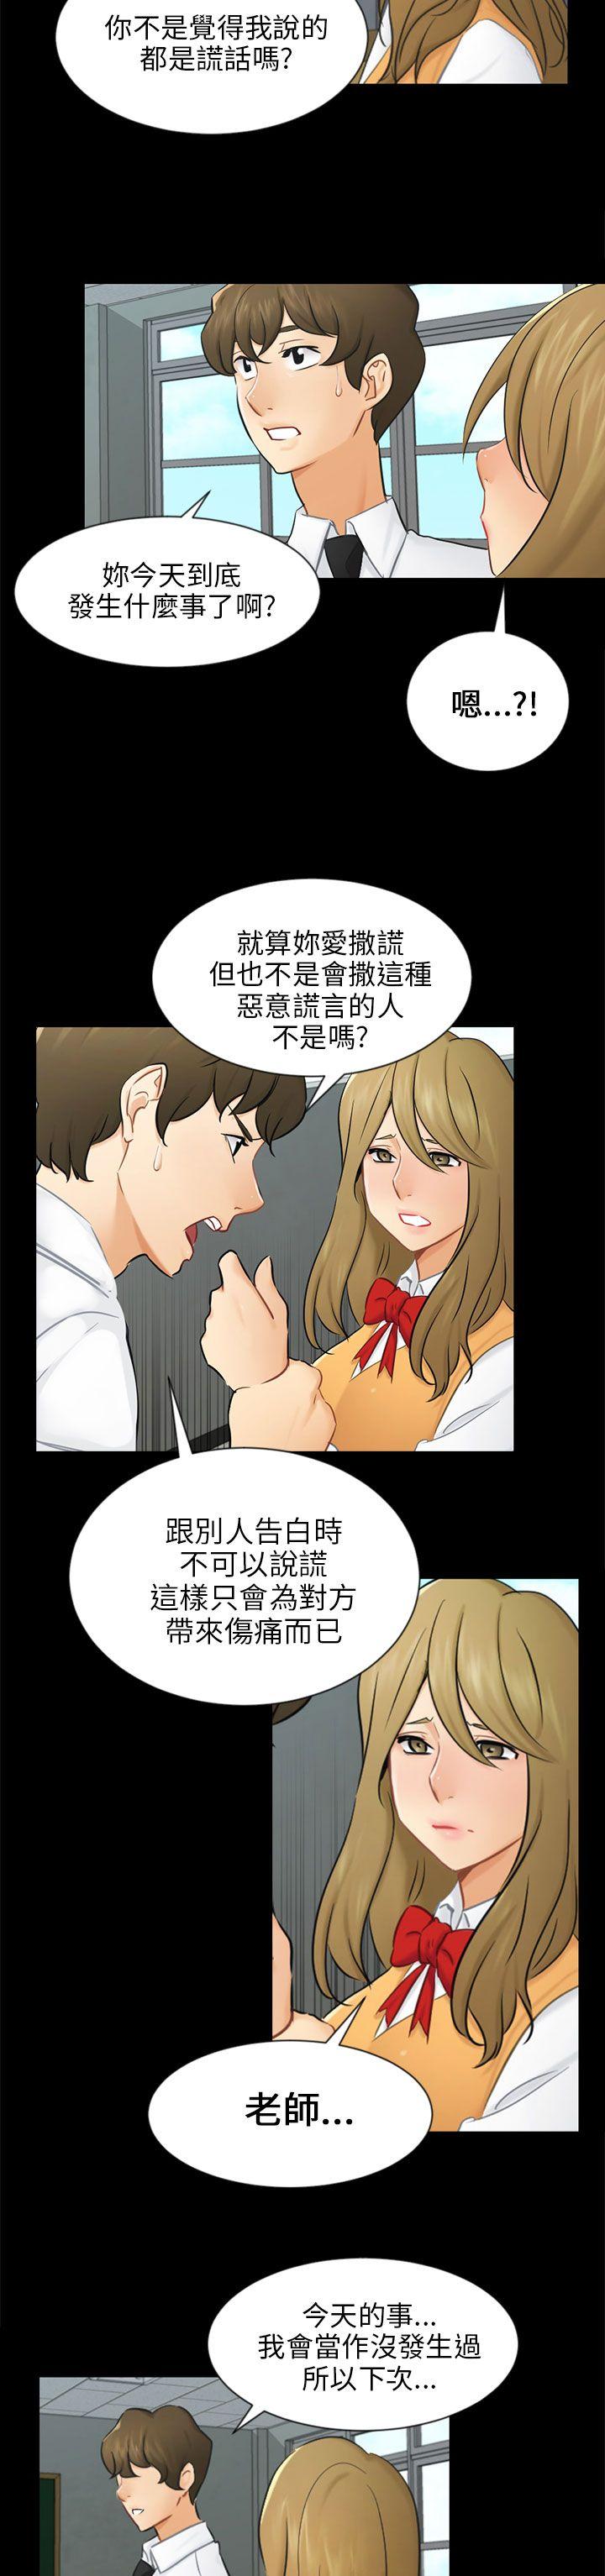 你不是覺得我說的
都是謊話嗎?
妳今天到底
發生什麼事了啊?
嗯...?!
就算妳愛撒謊
但也不是會撒這種
惡意謊言的人
不是嗎?
跟別人告白時
不可以說謊
這樣只會為對方
帶來傷痛而已
老師...
今天的事...
我會當作沒發生過
所以下次...